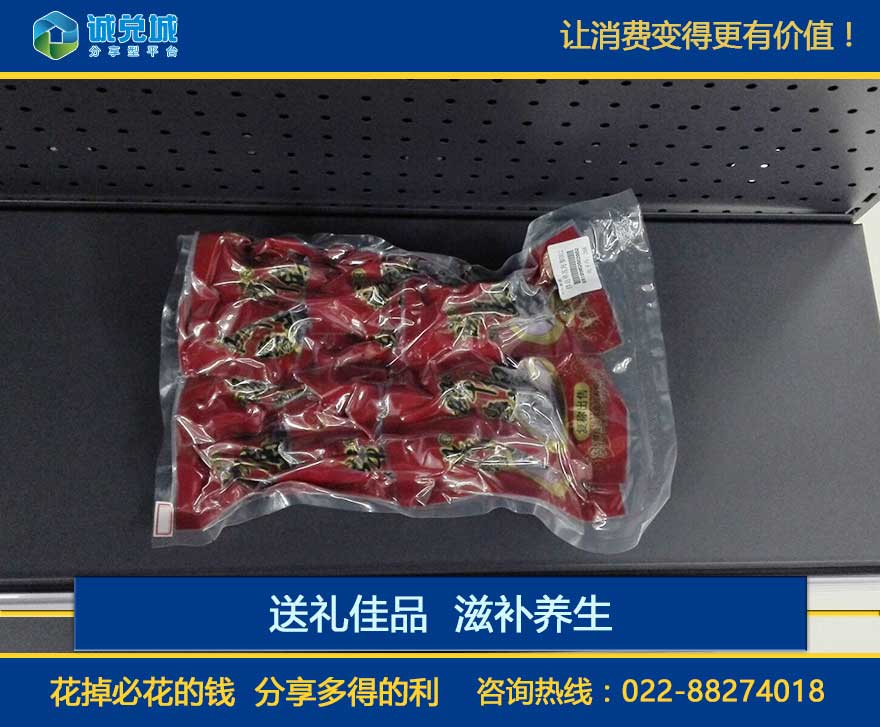 诚兑城
分享型平台
让消费变得更有价值！
送礼佳品 滋补养生
花掉必花的钱 分享多得的利 咨询热线：022-88274018